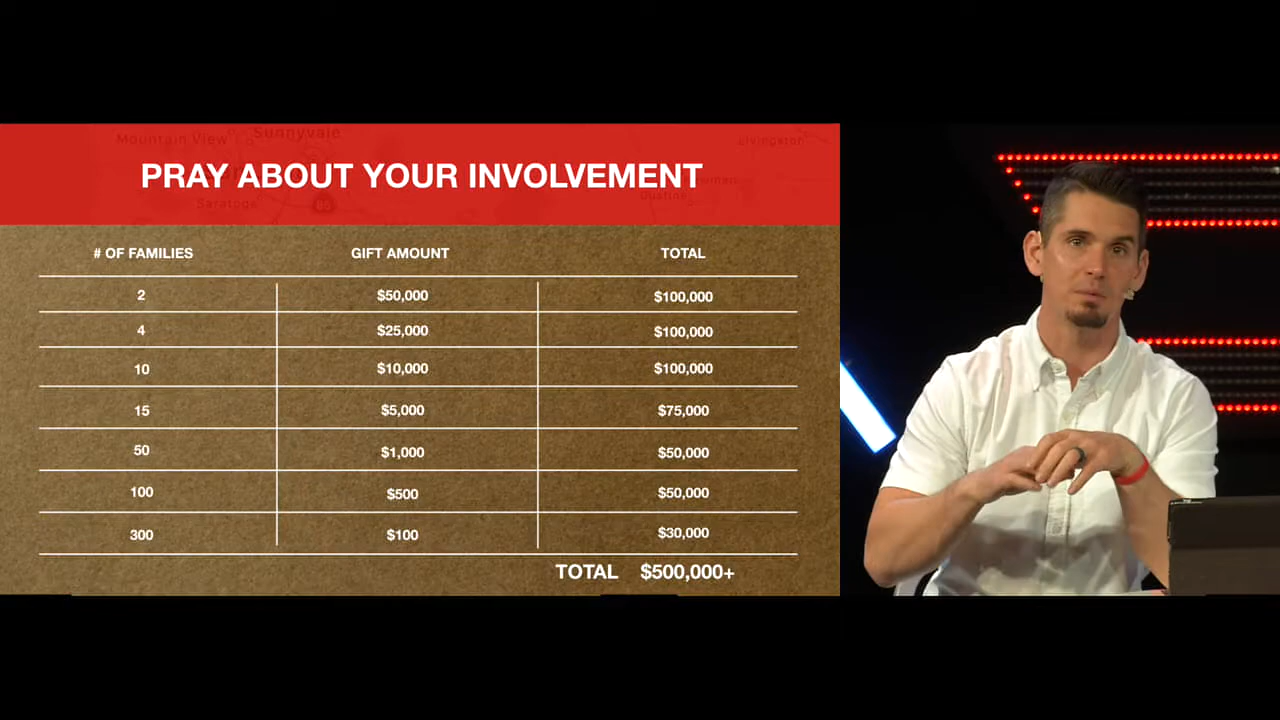 Mountain View Sunnyvale
Livingston
PRAY ABOUT YOUR INVOLVEMENT
Saratoga
85
Gustine
# OF FAMILIES GIFT AMOUNT TOTAL
2 $50,000 $100,000
4 $25,000 $100,000
10 $10,000 $100,000
15 $5,000 $75,000
50 $1,000 $50,000
100 $500 $50,000
300 $100 $30,000
TOTAL $500,000+